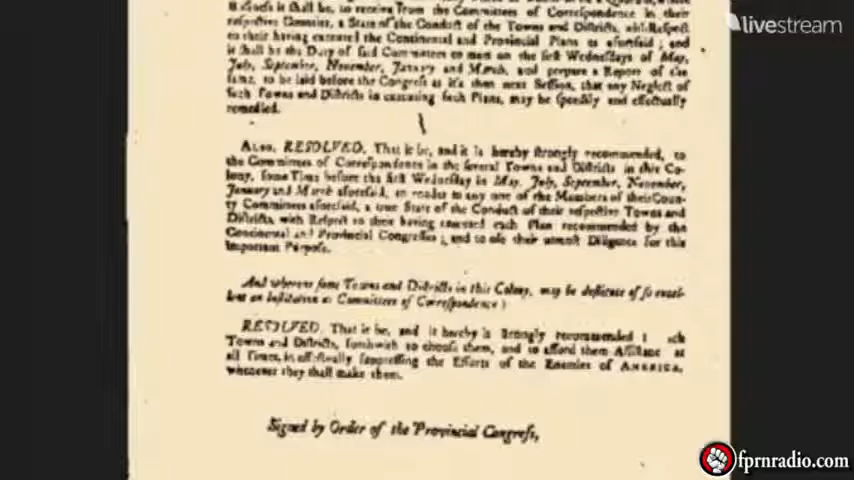 Business it shall be, to receive from the Committees of Correspondence in their
respective Counties, a State of the Conduct of the Towns and Districts, with Respect
to their having executed the Continental and Provincial Plans as aforesaid ; and
it shall be the Duty of said Committees to meet on the first Wednesdays of May,
July, September, November, January and March, and prepare a Report of the
same, to be laid before the Congress at it's then next Session, that any Neglect of
such Towns and Districts in executing such Plans, may be speedily and effectually
remedied.
livestream
Also, RESOLVED, That it be, and it is hereby strongly recommended, to
the Committees of Correspondence in the several Towns and Districts in this Co-
lony, some Time before the first Wednesday in May, July, September, November,
January and March aforesaid, to render to any one of the Members of their Coun-
ty Committees aforesaid, a true State of the Conduct of their respective Towns and
Districts, with Respect to their having executed each Plan recommended by the
Continental and Provincial Congresses ; and to use their utmost Diligence for this
important Purpose.
And whereas some Towns and Districts in this Colony, may be destitute of so excel-
lent an Institution as Committees of Correspondence ;
RESOLVED, That it be, and it hereby is strongly recommended
Towns and Districts, forthwith to choose them, and to afford them Assistance at
all Times, in effectually suppressing the Efforts of the Enemies of AMERICA,
whenever they shall make them.
Signed by Order of the Provincial Congress,
fprnradio.com